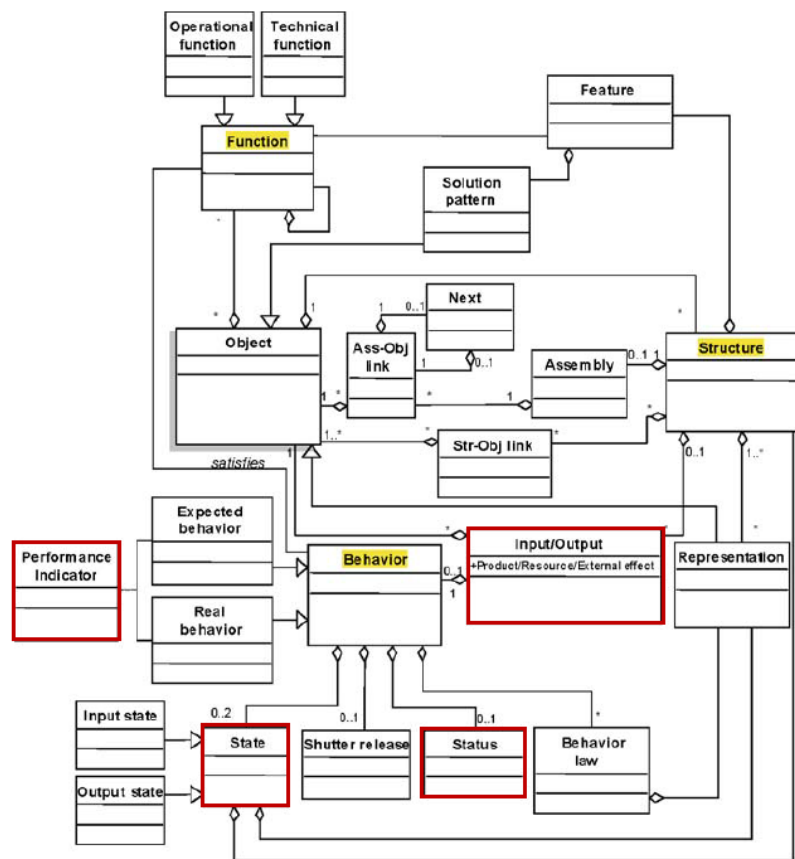 Operational
function
Technical
function
Feature
Function
Solution
pattern
*
1
*
1
0..1
Next
Object
Ass-Obj
link
1
0..1
Assembly
0..1
1
Structure
1
*
*
1
1..*
*
*
*
Str-Obj link
satisfies
1
0..1
1..*
Expected
behavior
*
*
*
Performance
Indicator
Behavior
0..1
1
Input/Output
+Product/Resource/External effect
Representation
Real
behavior
0..2
0..1
0..1
*
Input state
State
Shutter release
Status
Behavior
law
Output state